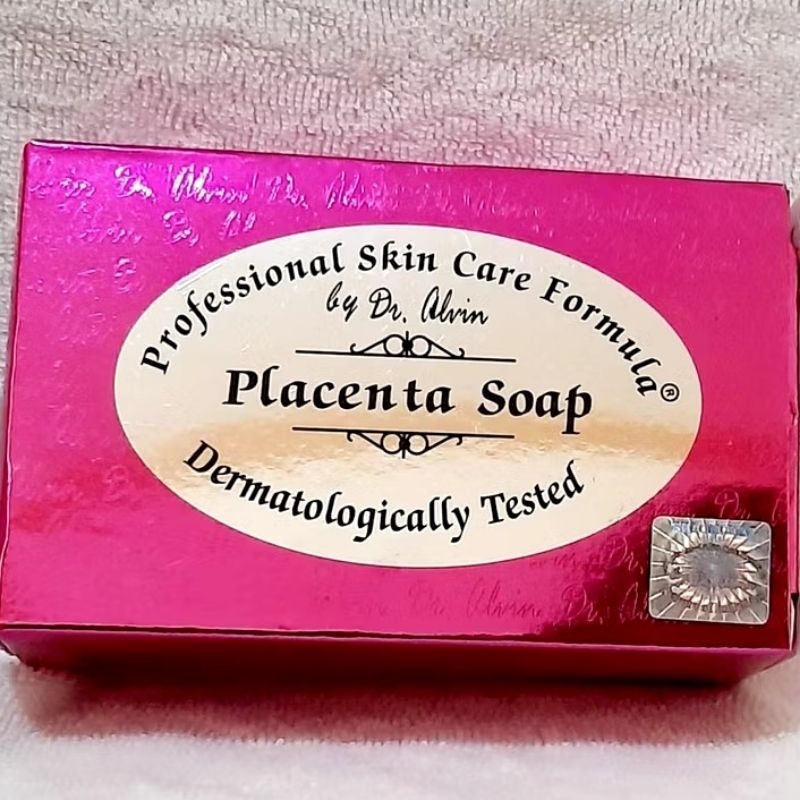 Professional Skin Care Formula®
by Dr. Alvin
Placenta Soap
Dermatologically Tested